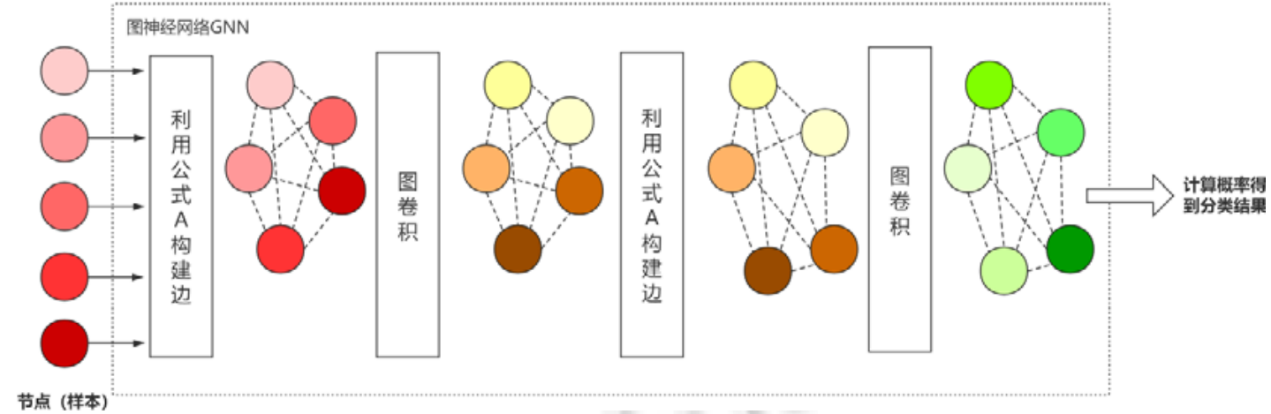 图神经网络GNN
利用公式A构建边
图卷积
利用公式A构建边
图卷积
计算概率得
到分类结果
节点（样本）